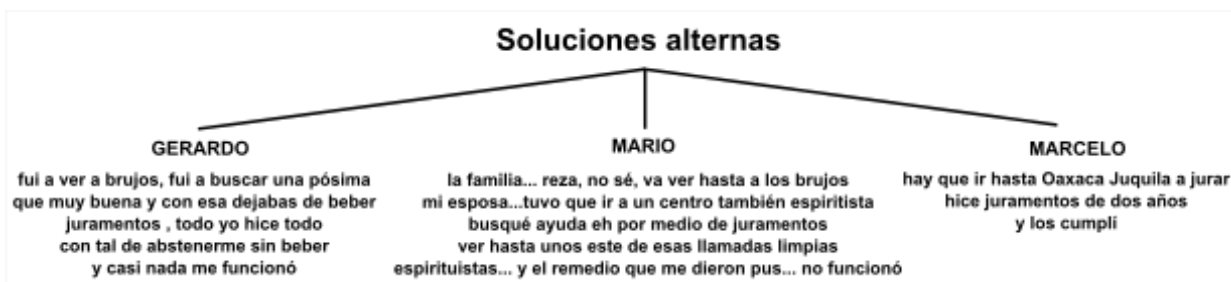 Soluciones alternas
GERARDO
fui a ver a brujos, fui a buscar una pósima
que muy buena y con esa dejabas de beber
juramentos , todo yo hice todo
con tal de abstenerme sin beber
y casi nada me funcionó
MARIO
la familia... reza, no sé, va ver hasta a los brujos
mi esposa...tuvo que ir a un centro también espiritista
busqué ayuda eh por medio de juramentos
ver hasta unos este de esas llamadas limpias
espirituistas... y el remedio que me dieron pus... no funcionó
MARCELO
hay que ir hasta Oaxaca Juquila a jurar
hice juramentos de dos años
y los cumplí